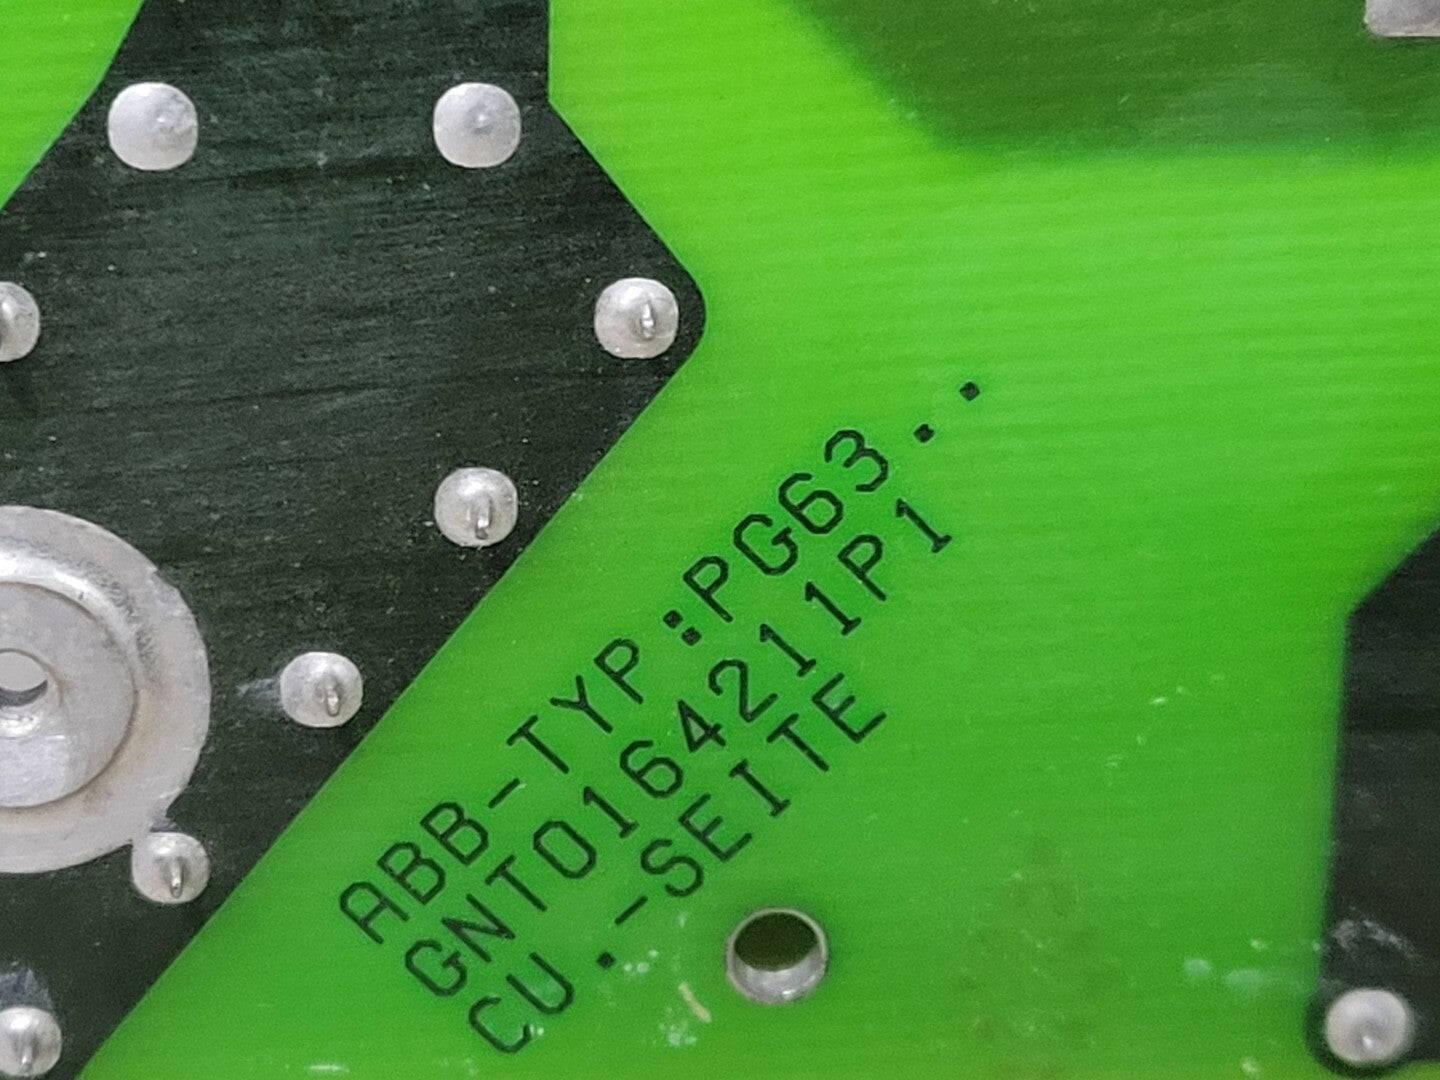 ABB-TYP:PG63..
GNT0164211P1
CU.-SEITE